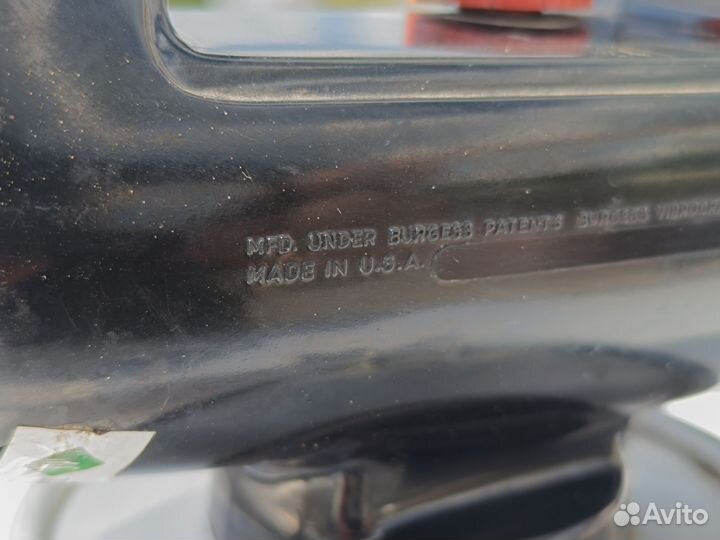 MFD. UNDER BURGESS PATENTS BURGESS
MADE IN U.S.A.
Avito